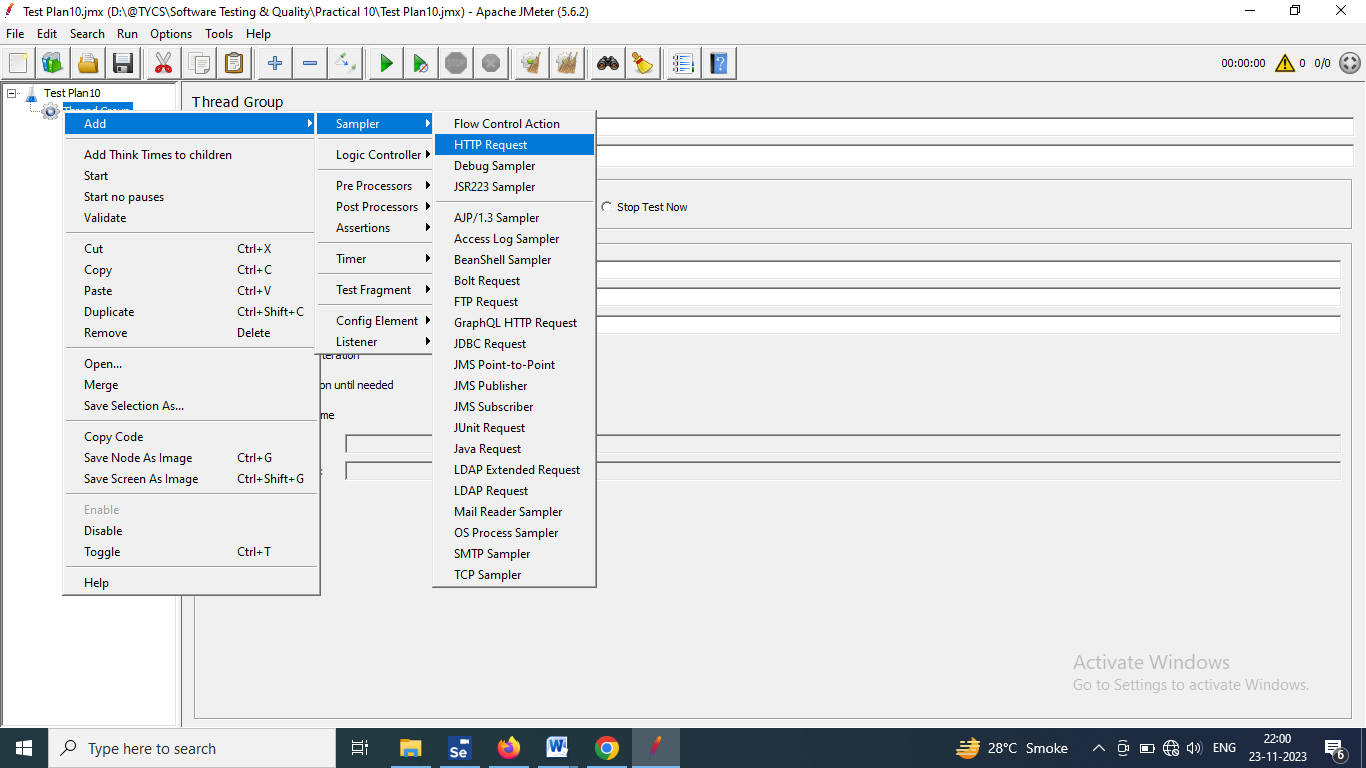 Test Plan10.jmx (D:\@TYCS\Software Testing & Quality\Practical 10\Test Plan10.jmx) - Apache JMeter (5.6.2)
File Edit Search Run Options Tools Help
00:00:00 0 0/0
Test Plan10
Thread Group
Thread Group
Add
Add Think Times to children
Start
Start no pauses
Validate
Cut Ctrl+X
Copy Ctrl+C
Paste Ctrl+V
Duplicate Ctrl+Shift+C
Remove Delete
Open...
Merge
Save Selection As...
Copy Code
Save Node As Image Ctrl+G
Save Screen As Image Ctrl+Shift+G
Enable
Disable
Toggle Ctrl+T
Help
Sampler
Logic Controller
Pre Processors
Post Processors
Assertions
Timer
Test Fragment
Config Element
Listener
Flow Control Action
HTTP Request
Debug Sampler
JSR223 Sampler
AJP/1.3 Sampler
Access Log Sampler
BeanShell Sampler
Bolt Request
FTP Request
GraphQL HTTP Request
JDBC Request
JMS Point-to-Point
JMS Publisher
JMS Subscriber
JUnit Request
Java Request
LDAP Extended Request
LDAP Request
Mail Reader Sampler
OS Process Sampler
SMTP Sampler
TCP Sampler
Stop Test Now
iteration
on until needed
me
Activate Windows
Go to Settings to activate Windows.
Type here to search
Se
W
28°C Smoke
ENG
22:00
23-11-2023
6